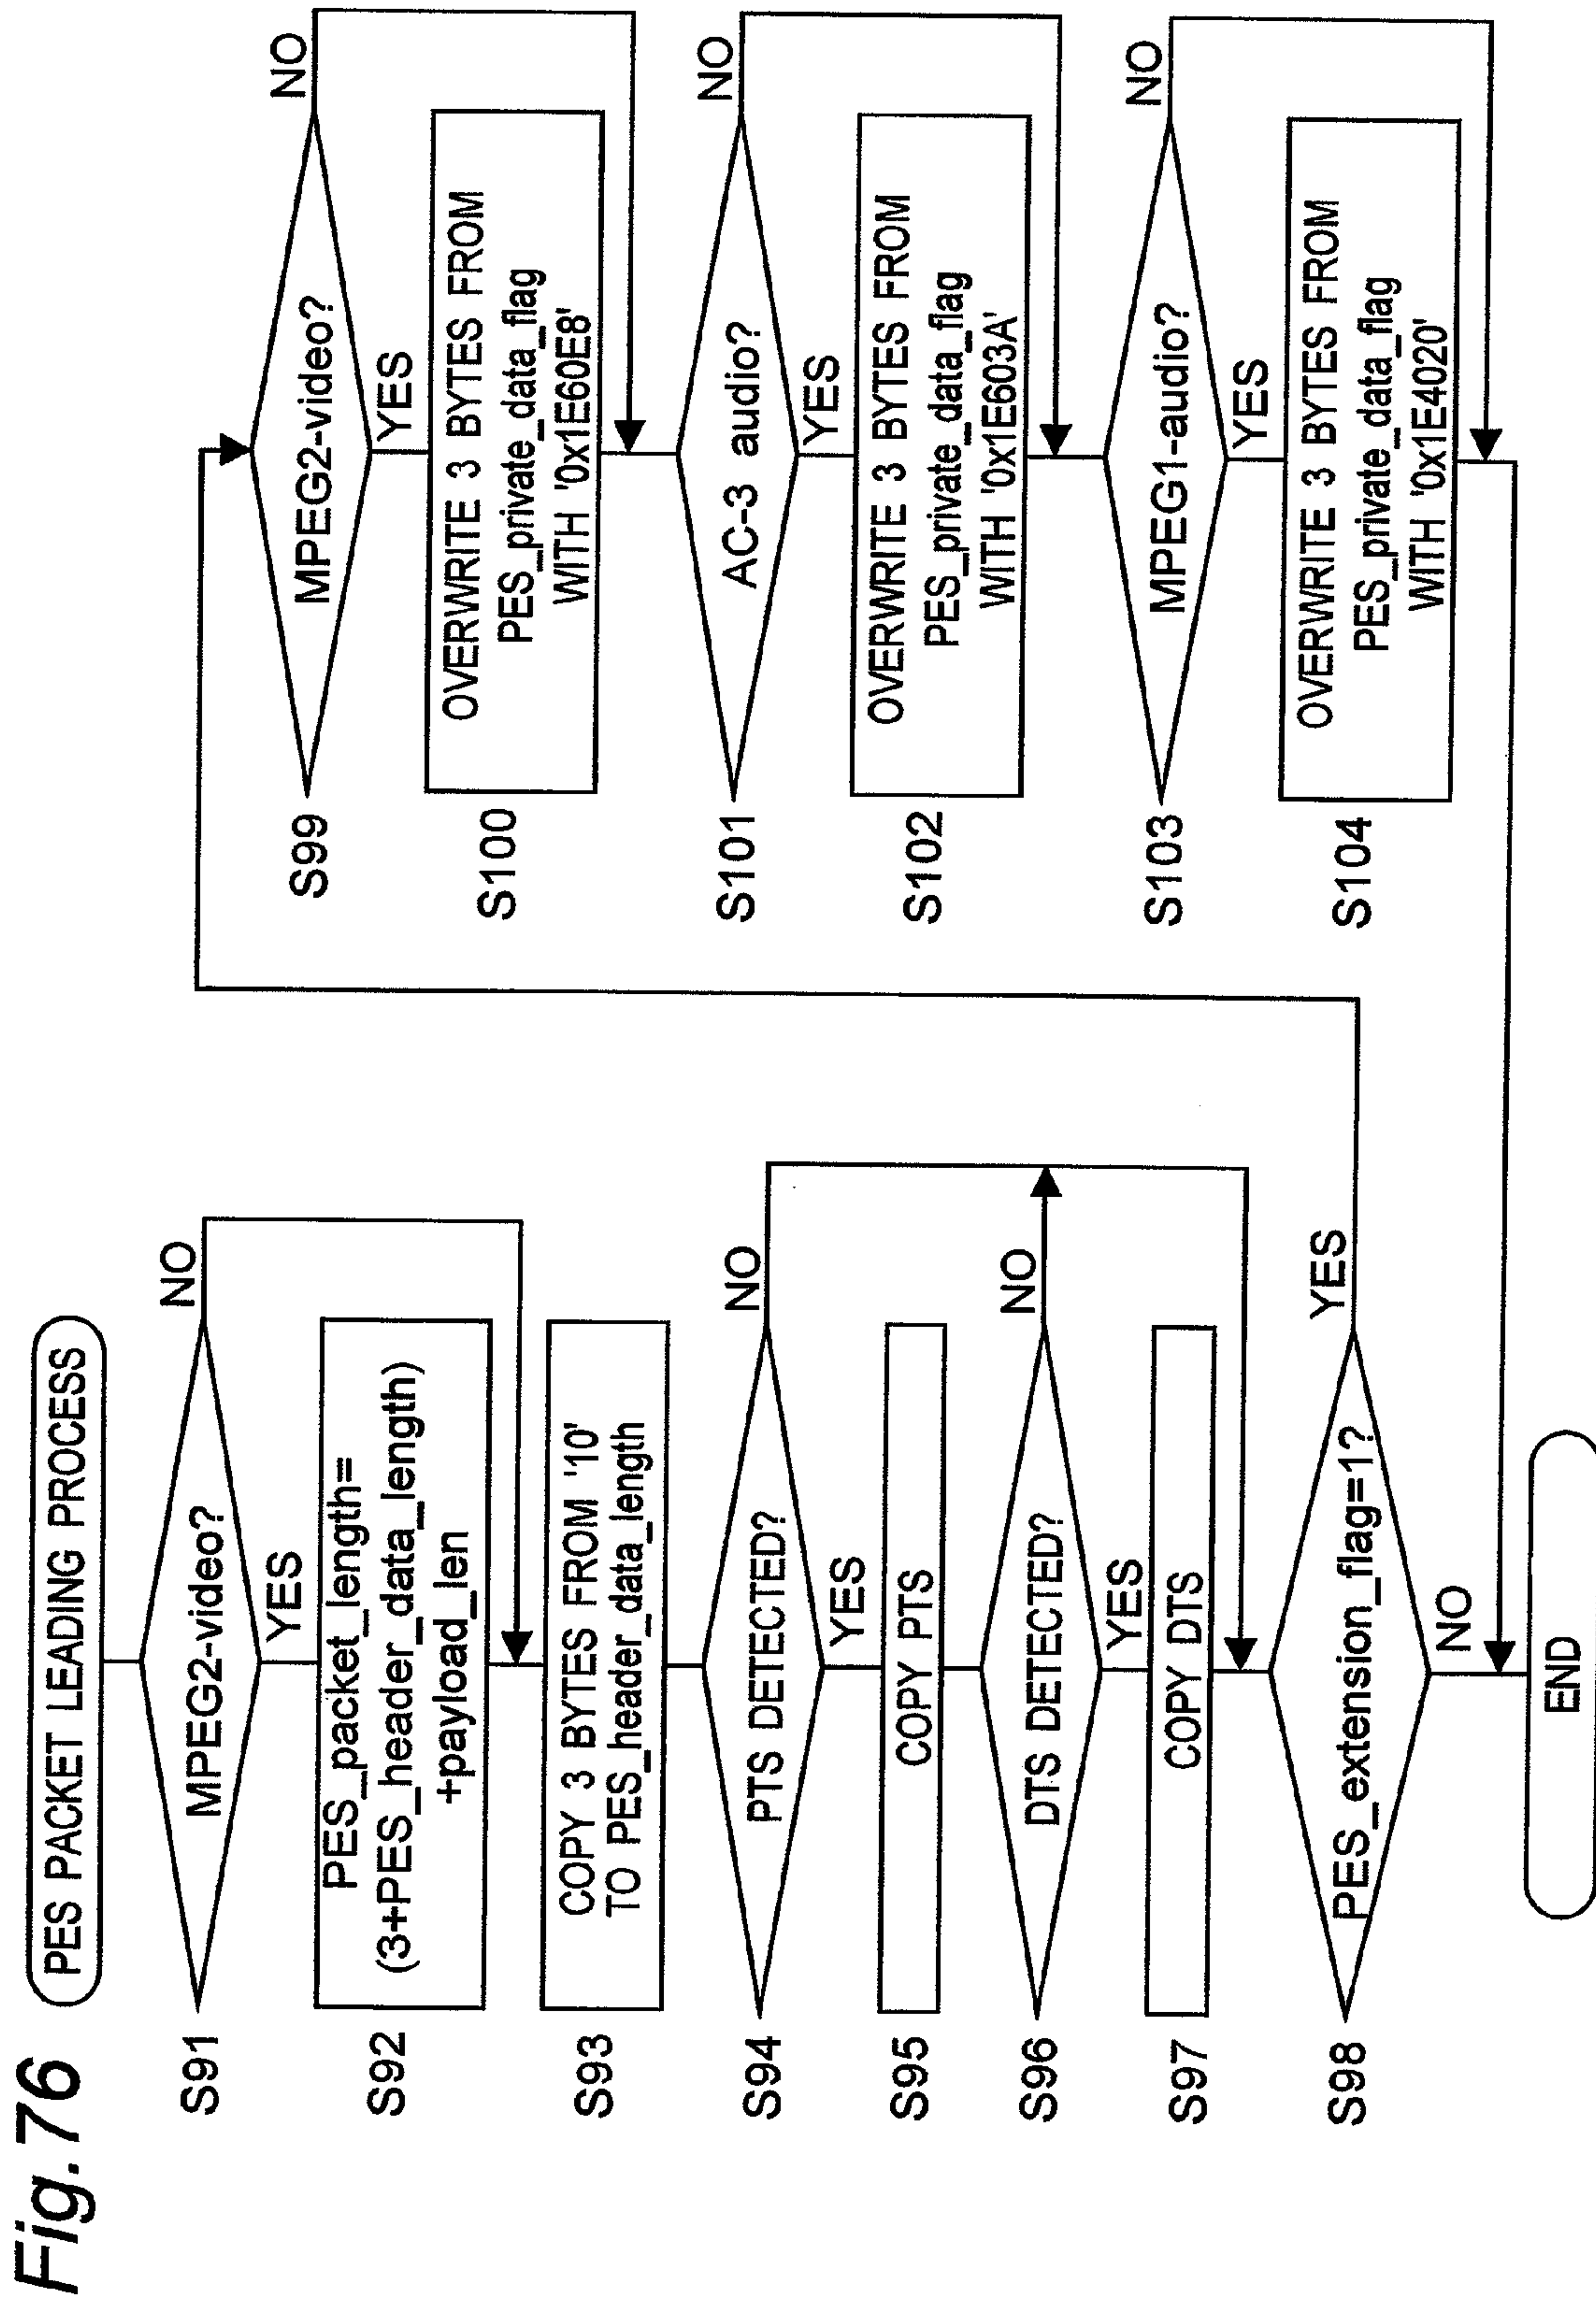 Fig.76
PES PACKET LEADING PROCESS
S91
MPEG2-video?
NO
YES
S92
PES_packet_length=
(3+PES_header_data_length)
+payload_len
S93
COPY 3 BYTES FROM '10'
TO PES_header_data_length
S94
PTS DETECTED?
NO
YES
S95
COPY PTS
S96
DTS DETECTED?
NO
YES
S97
COPY DTS
S98
PES_extension_flag=1?
YES
NO
END
S99
MPEG2-video?
NO
YES
S100
OVERWRITE 3 BYTES FROM
PES_private_data_flag
WITH '0x1E60E8'
S101
AC-3 audio?
NO
YES
S102
OVERWRITE 3 BYTES FROM
PES_private_data_flag
WITH '0x1E603A'
S103
MPEG1-audio?
NO
YES
S104
OVERWRITE 3 BYTES FROM
PES_private_data_flag
WITH '0x1E4020'